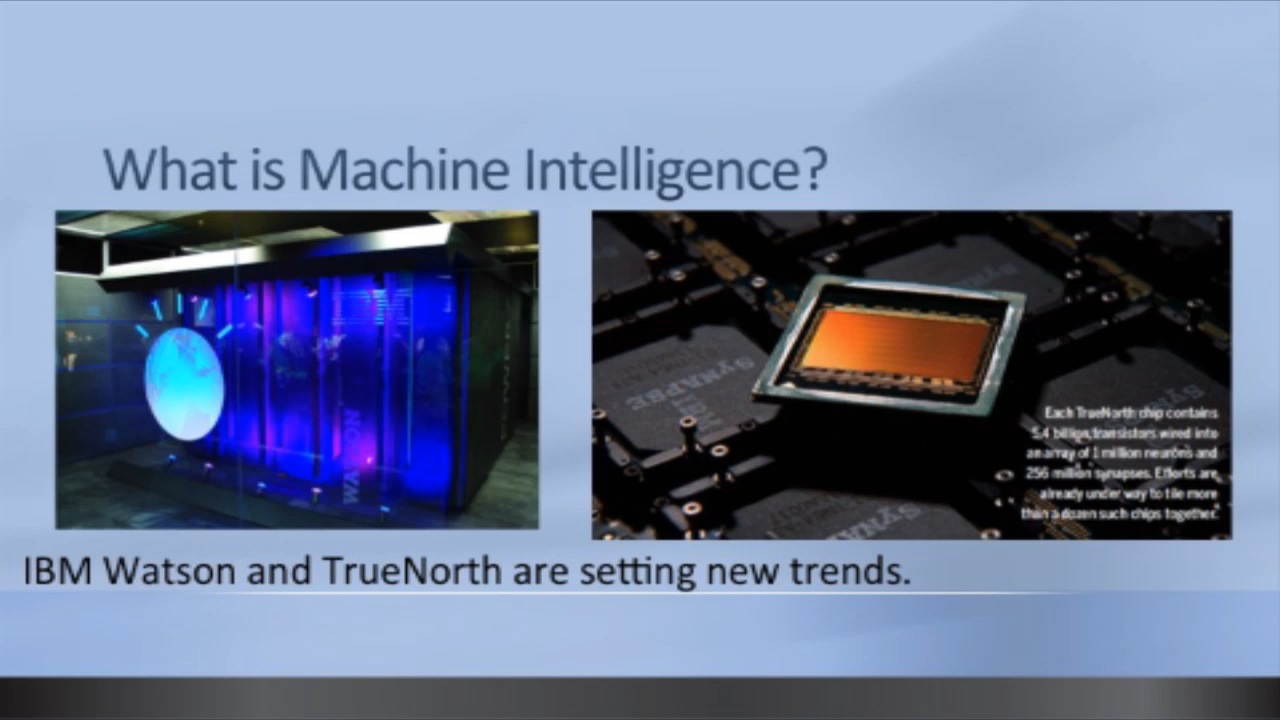 What is Machine Intelligence?
WATSON
SYNAPSE
Each TrueNorth chip contains
5.4 billion transistors wired into
an array of 1 million neurons and
256 million synapses. Efforts are
already under way to tile more
than a dozen such chips together.
IBM Watson and TrueNorth are setting new trends.